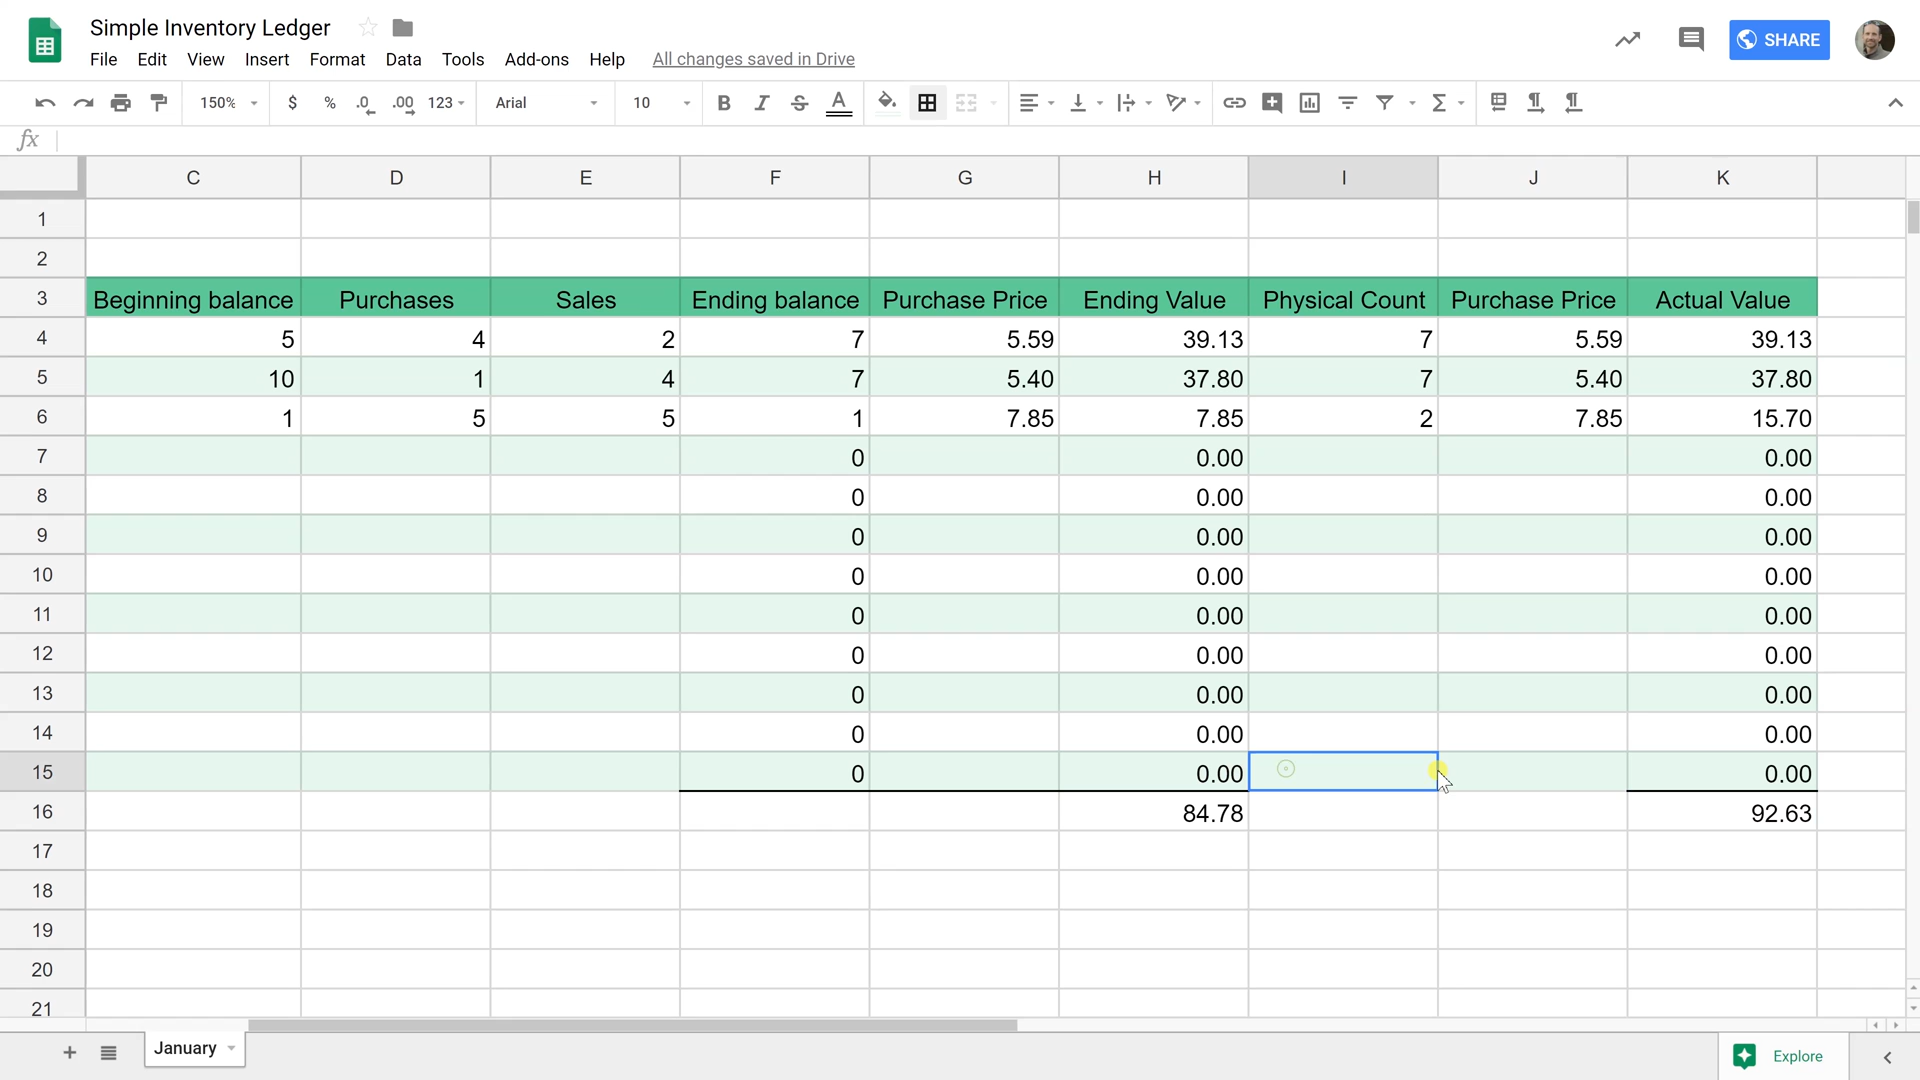 Simple Inventory Ledger
File Edit View Insert Format Data Tools Add-ons Help All changes saved in Drive
SHARE
150% $ % .0 .00 123 Arial 10 B I S A
fx
C D E F G H I J K
1
2
3 Beginning balance Purchases Sales Ending balance Purchase Price Ending Value Physical Count Purchase Price Actual Value
4 5 4 2 7 5.59 39.13 7 5.59 39.13
5 10 1 4 7 5.40 37.80 7 5.40 37.80
6 1 5 5 1 7.85 7.85 2 7.85 15.70
7 0 0.00 0.00
8 0 0.00 0.00
9 0 0.00 0.00
10 0 0.00 0.00
11 0 0.00 0.00
12 0 0.00 0.00
13 0 0.00 0.00
14 0 0.00 0.00
15 0 0.00 0.00
16 84.78 92.63
17
18
19
20
21
January
Explore